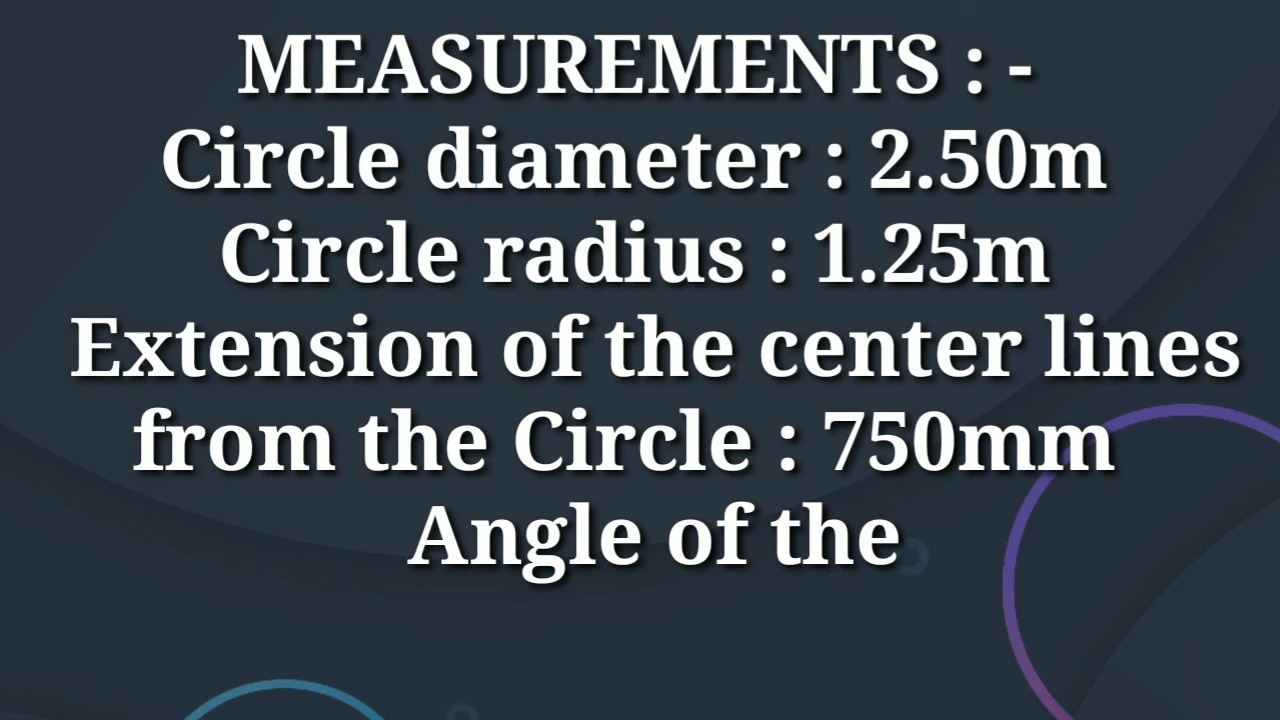 MEASUREMENTS : -
Circle diameter : 2.50m
Circle radius : 1.25m
Extension of the center lines
from the Circle : 750mm
Angle of the